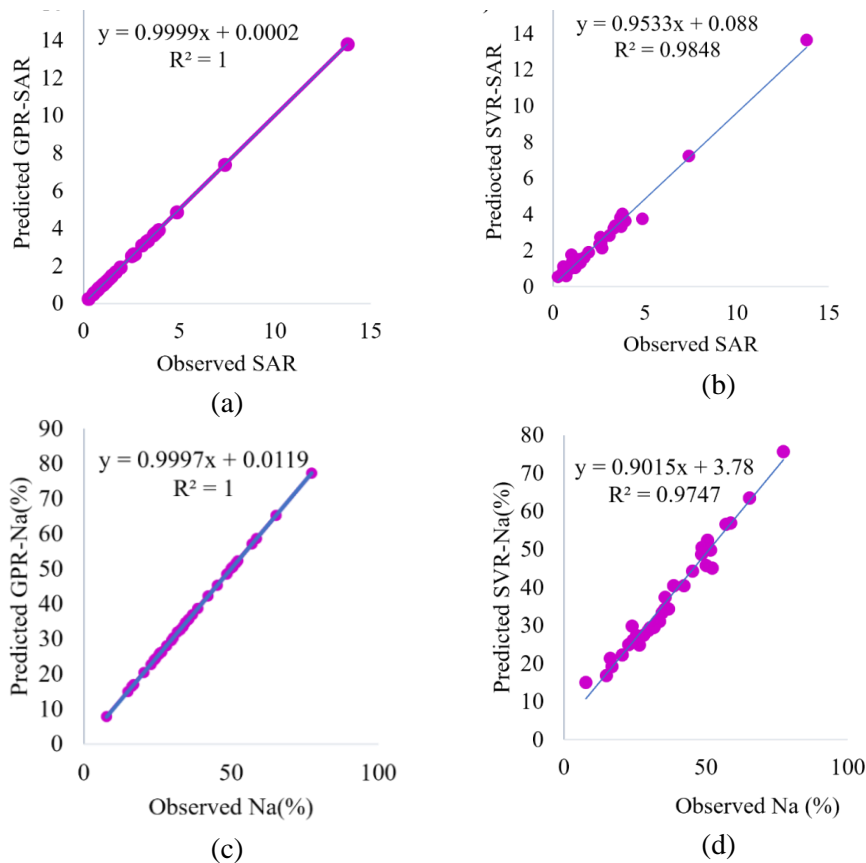 y = 0.9999x + 0.0002
R² = 1
Predicted GPR-SAR
14
12
10
8
6
4
2
0
0 5 10 15
Observed SAR
(a)
y = 0.9533x + 0.088
R² = 0.9848
Prediocted SVR-SAR
14
12
10
8
6
4
2
0
0 5 10 15
Observed SAR
(b)
y = 0.9997x + 0.0119
R² = 1
Predicted GPR-Na(%)
90
80
70
60
50
40
30
20
10
0
0 50 100
Observed Na(%)
(c)
y = 0.9015x + 3.78
R² = 0.9747
Predicted SVR-Na(%)
80
70
60
50
40
30
20
10
0
0 50 100
Observed Na (%)
(d)